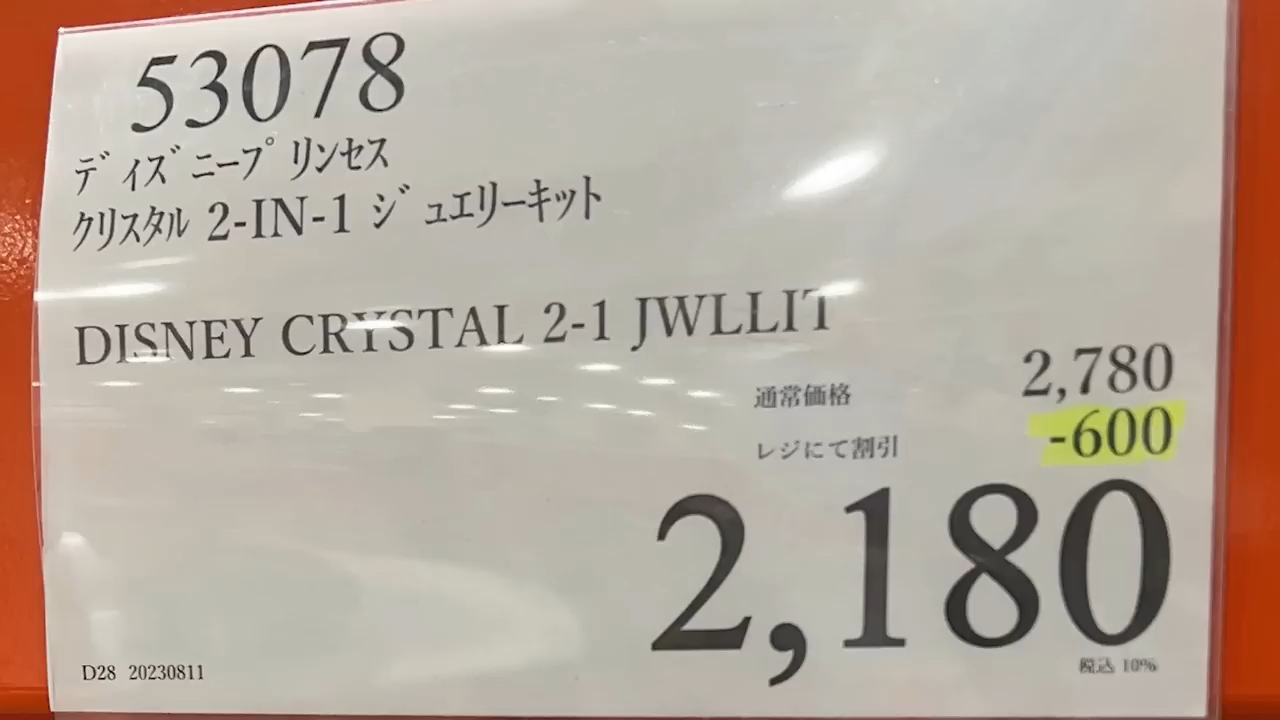 53078
ディズニープリンセス
クリスタル 2-IN-1 ジュエリーキット
DISNEY CRYSTAL 2-1 JWLLIT
通常価格 2,780
レジにて割引 -600
2,180
税込 10%
D28 20230811